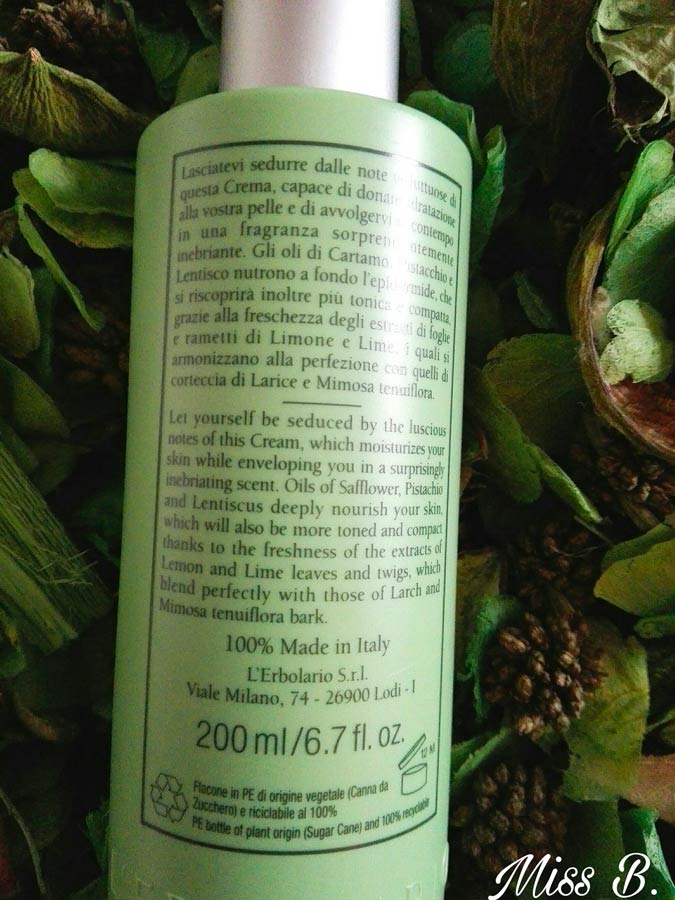 Lasciatevi sedurre dalle note di
questa Crema, capace di donare idratazione
alla vostra pelle e di avvolgervi contempo
in una fragranza
inebriante. Gli oli di Cartamo, Pistacchio e
Lentisco nutrono a fondo l'epidermide, che
si riscoprirà inoltre più tonica e compatta,
grazie alla freschezza degli estratti di foglie
e rametti di Limone e Lime, i quali si
armonizzano alla perfezione con quelli di
corteccia di Larice e Mimosa tenuiflora.
Let yourself be seduced by the luscious
notes of this Cream, which moisturizes your
skin while enveloping you in a surprisingly
inebriating scent. Oils of Safflower, Pistachio
and Lentiscus deeply nourish your skin,
which will also be more toned and compact
thanks to the freshness of the extracts of
Lemon and Lime leaves and twigs, which
blend perfectly with those of Larch and
Mimosa tenuiflora bark.
100% Made in Italy
L'Erbolario S.r.l.
Viale Milano, 74 - 26900 Lodi - I
200 ml/6.7 fl. oz.
12 M
Flacone in PE di origine vegetale (Canna da
Zucchero) e riciclabile al 100%
PE bottle of plant origin (Sugar Cane) and 100% recyclable
Miss B.